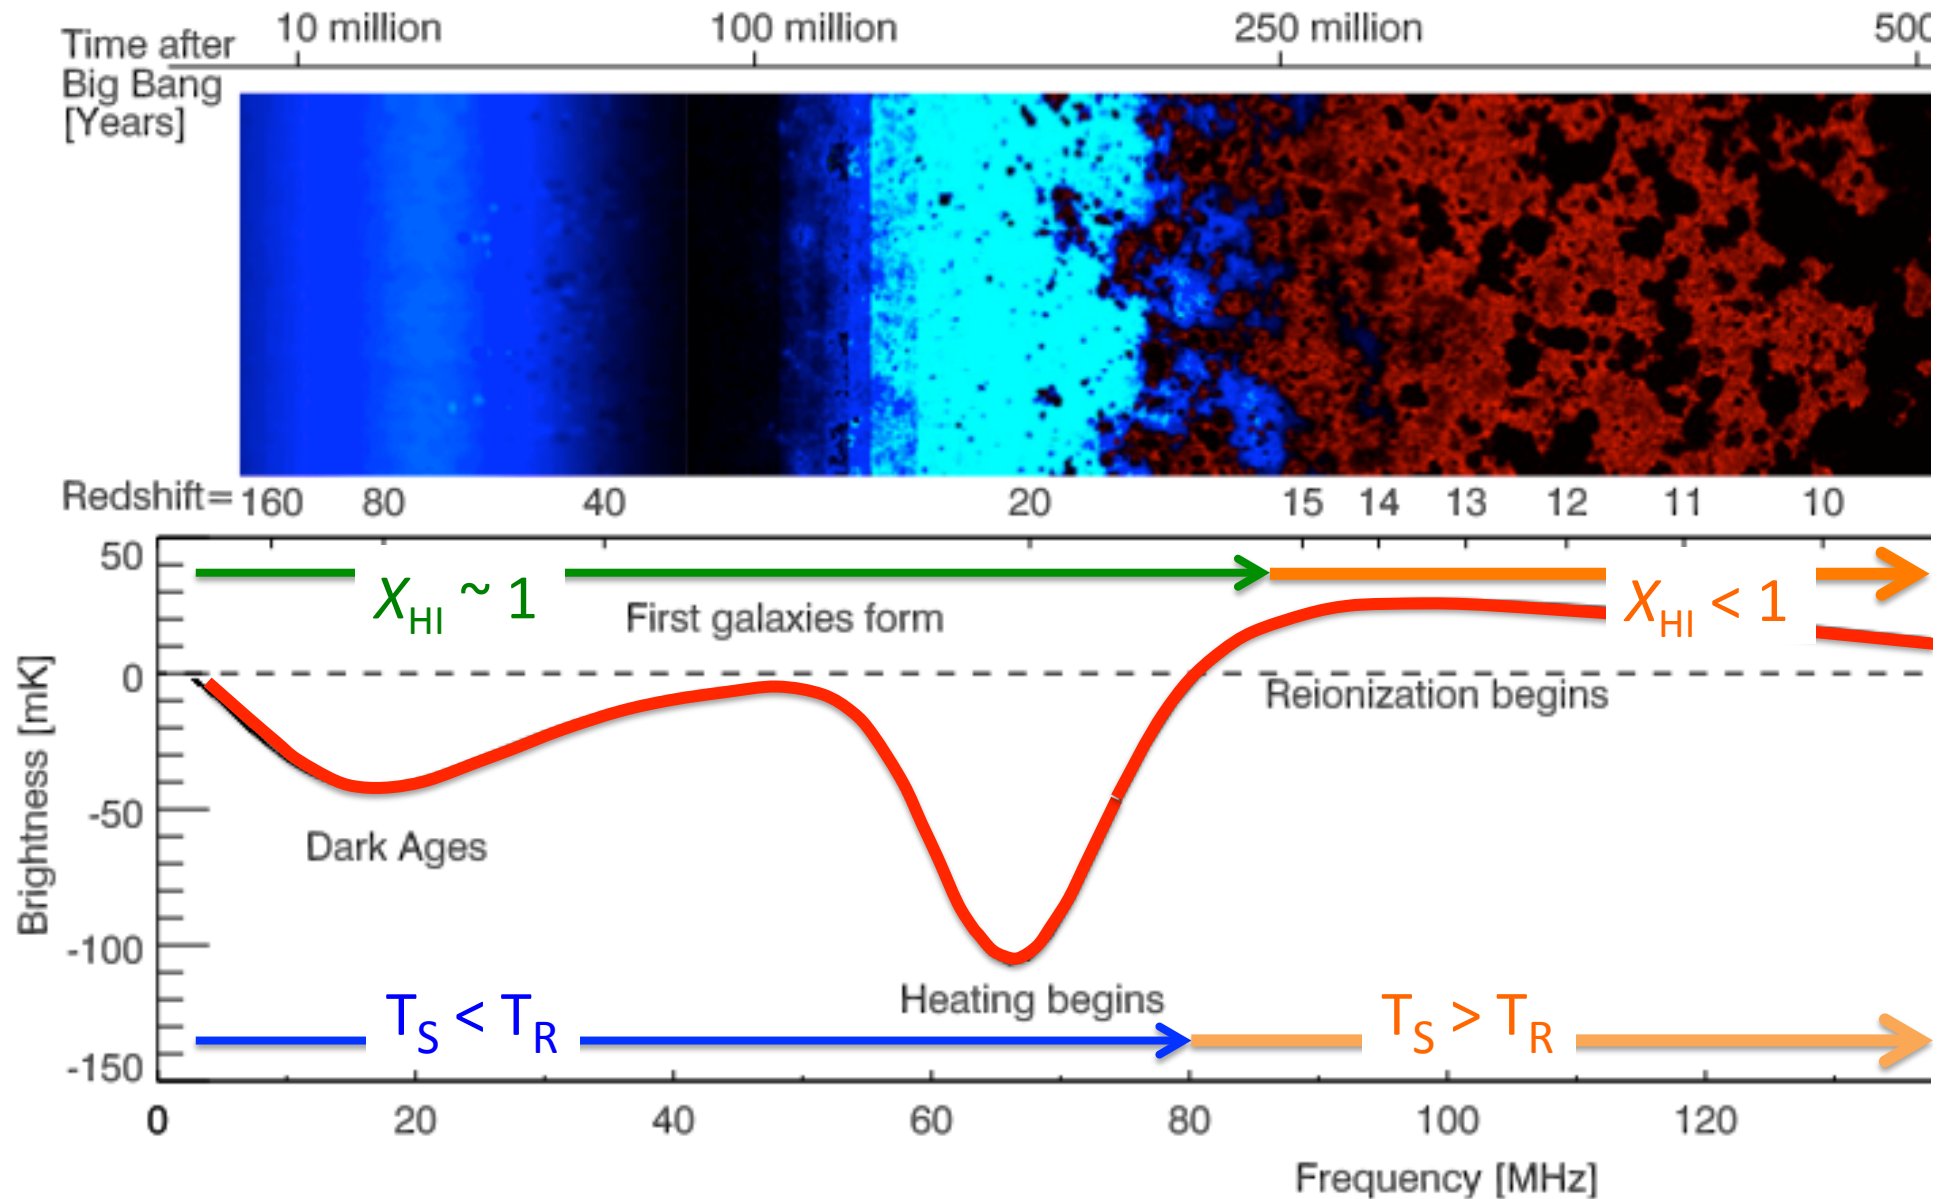 Time after
Big Bang
[Years]
10 million 100 million 250 million 500
Redshift= 160 80 40 20 15 14 13 12 11 10
50
0
-50
-100
-150
Brightness [mK]
X_HI ~ 1
X_HI < 1
First galaxies form
Reionization begins
Dark Ages
Heating begins
T_S < T_R
T_S > T_R
0 20 40 60 80 100 120
Frequency [MHz]